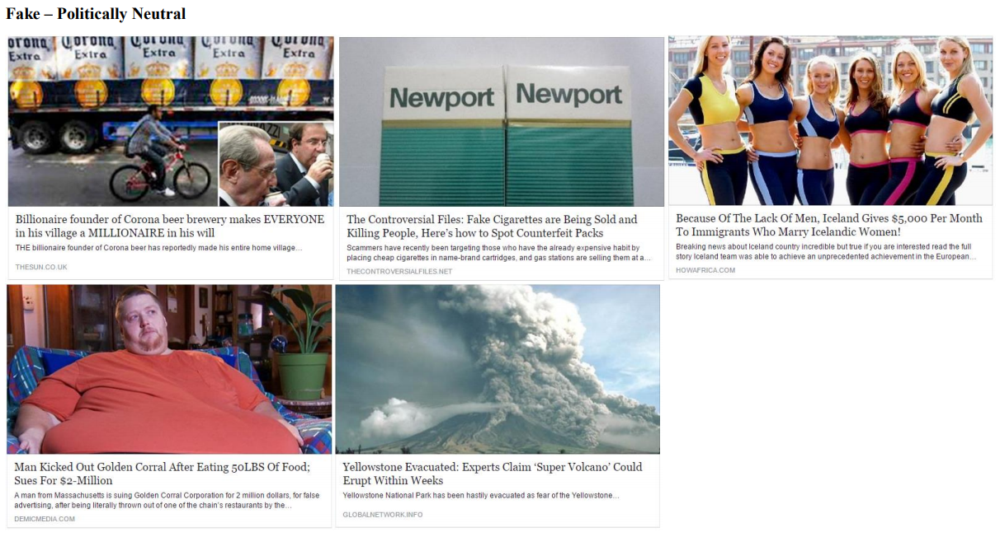 Fake – Politically Neutral
orona Corona Corona Corona Corona
Extra Extra Extra Extra Extra
Newport Newport
Billionaire founder of Corona beer brewery makes EVERYONE
in his village a MILLIONAIRE in his will
THE billionaire founder of Corona beer has reportedly made his entire home village…
THESUN.CO.UK
The Controversial Files: Fake Cigarettes are Being Sold and
Killing People, Here’s how to Spot Counterfeit Packs
Scammers have recently been targeting those who have the already expensive habit by
placing cheap cigarettes in name-brand cartridges, and gas stations are selling them at a…
THECONTROVERSIALFILES.NET
Because Of The Lack Of Men, Iceland Gives $5,000 Per Month
To Immigrants Who Marry Icelandic Women!
Breaking news about Iceland country incredible but true if you are interested read the full
story Iceland team was able to achieve an unprecedented achievement in the European…
HOWAFRICA.COM
Man Kicked Out Golden Corral After Eating 50LBS Of Food;
Sues For $2-Million
A man from Massachusetts is suing Golden Corral Corporation for 2 million dollars, for false
advertising, after being literally thrown out of one of the chain’s restaurants by the…
DEMICMEDIA.COM
Yellowstone Evacuated: Experts Claim ‘Super Volcano’ Could
Erupt Within Weeks
Yellowstone National Park has been hastily evacuated as fear of the Yellowstone…
GLOBALNETWORK.INFO